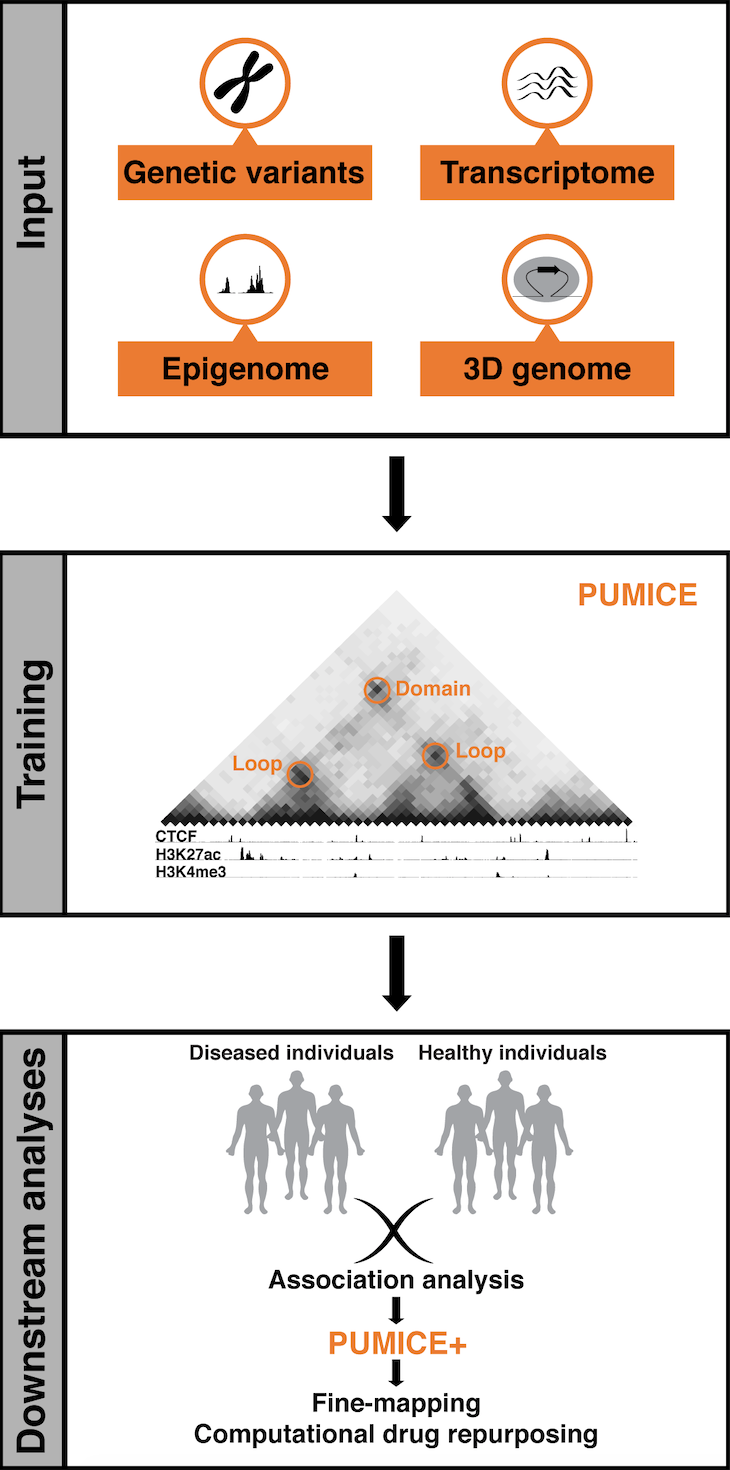 Input
Genetic variants
Transcriptome
Epigenome
3D genome
Training
PUMICE
Domain
Loop
Loop
CTCF
H3K27ac
H3K4me3
Downstream analyses
Diseased individuals
Healthy individuals
Association analysis
PUMICE+
Fine-mapping
Computational drug repurposing